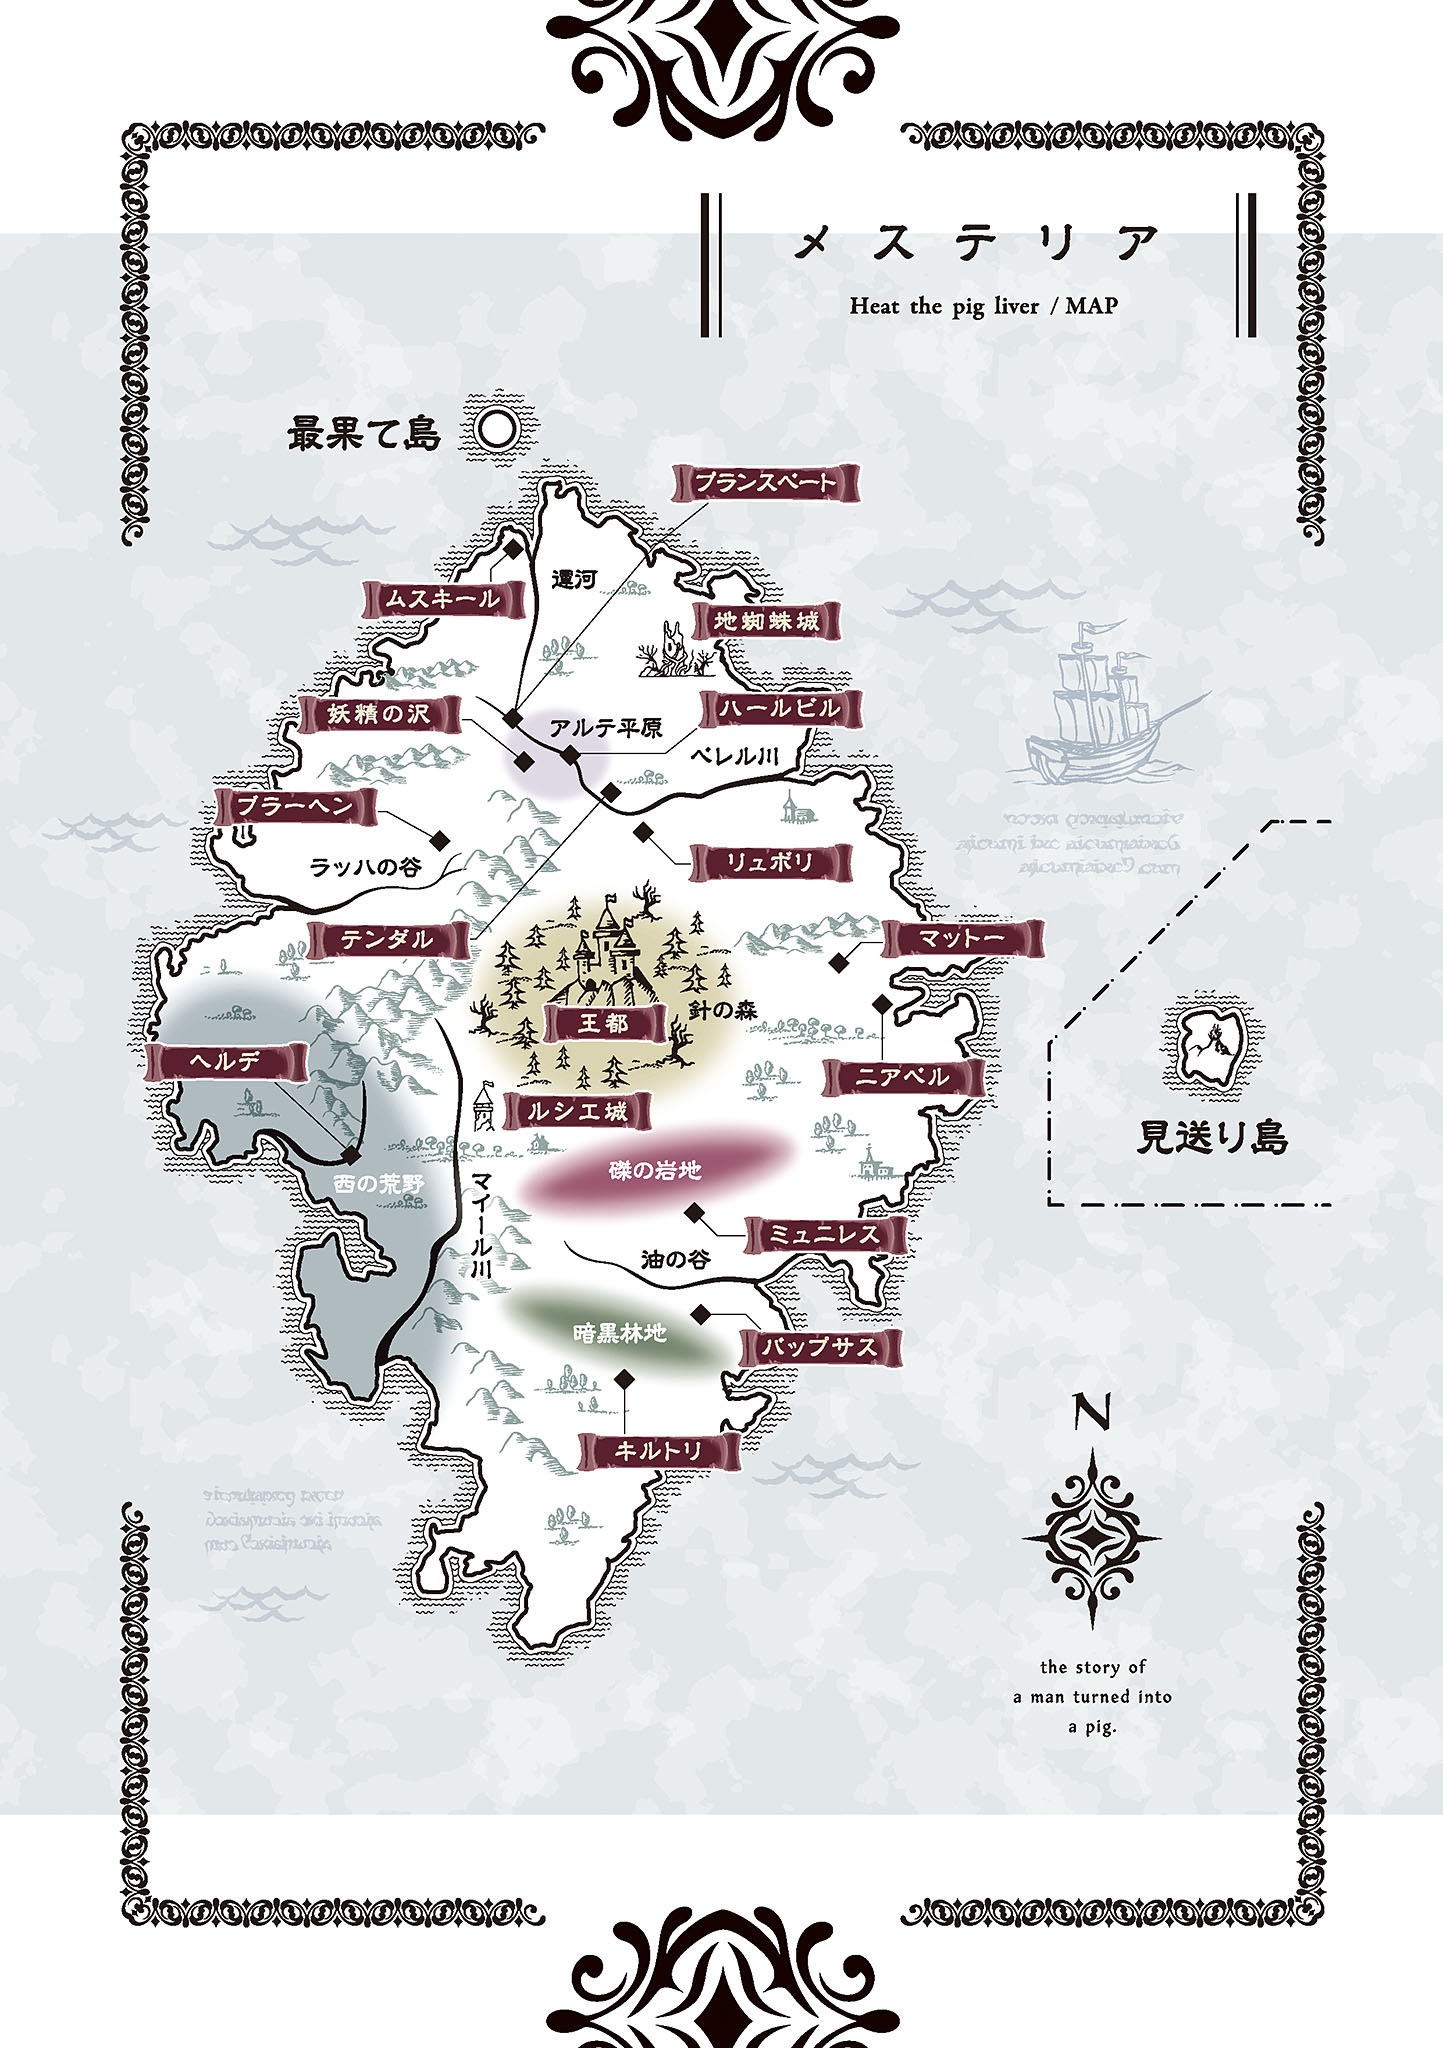 メステリア
Heat the pig liver / MAP
最果て島
ブランスベート
運河
ムスキール
地蜘蛛城
妖精の沢
ハールビル
アルテ平原
ベレル川
ブラーヘン
ラッハの谷
リュボリ
テンダル
マットー
針の森
王都
ヘルデ
ニアベル
ルシエ城
見送り島
磔の岩地
西の荒野
マイール川
ミュニレス
油の谷
暗黒林地
バップサス
キルトリ
N
the story of
a man turned into
a pig.